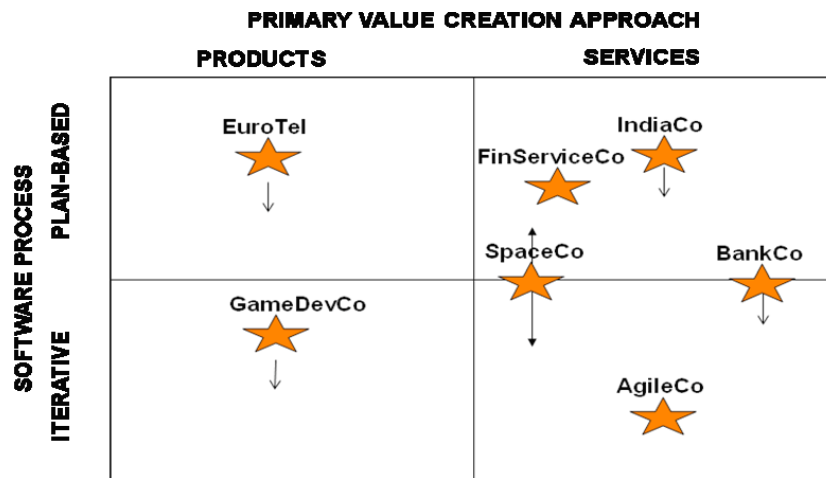 PRIMARY VALUE CREATION APPROACH
PRODUCTS
SERVICES
SOFTWARE PROCESS
PLAN-BASED
ITERATIVE
EuroTel
IndiaCo
FinServiceCo
SpaceCo
BankCo
GameDevCo
AgileCo